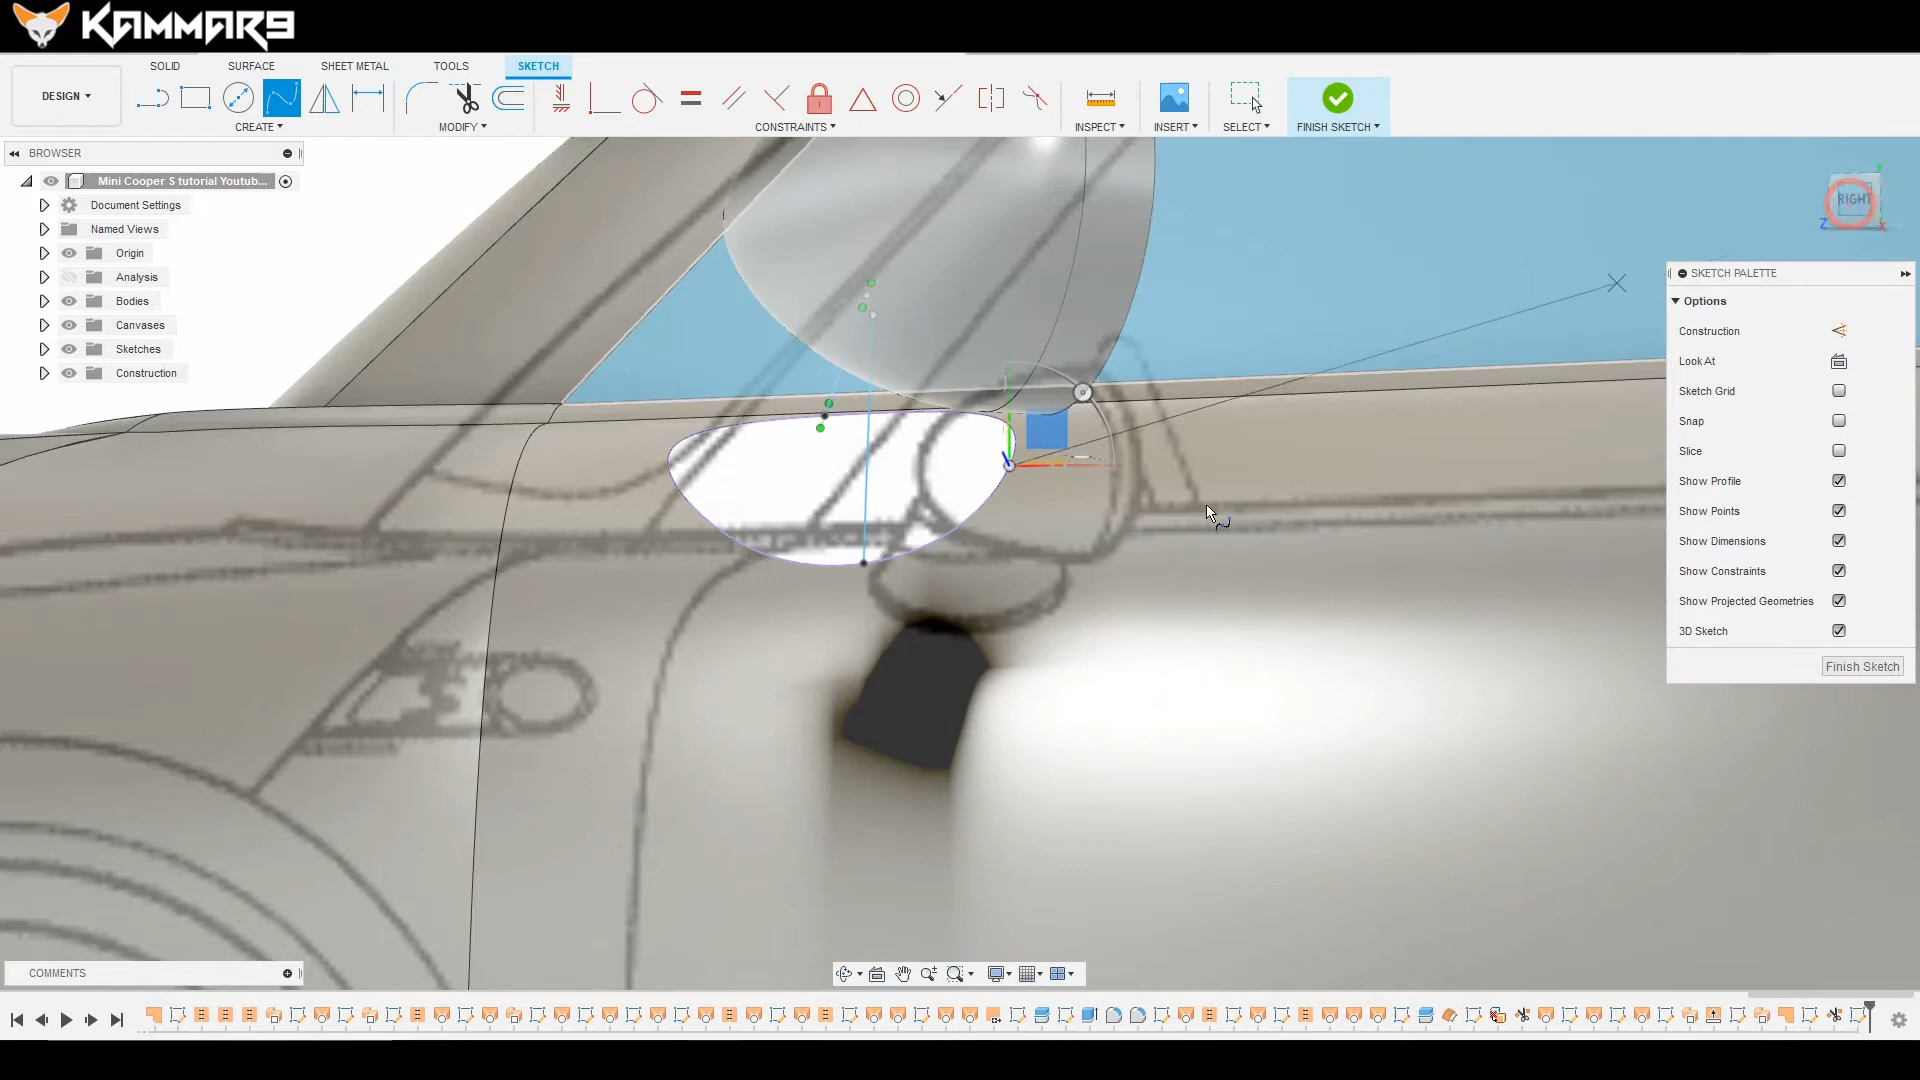 KAMMAR9
SOLID SURFACE SHEET METAL TOOLS SKETCH
DESIGN
CREATE MODIFY CONSTRAINTS INSPECT INSERT SELECT FINISH SKETCH
BROWSER
Mini Cooper S tutorial Youtub...
Document Settings
Named Views
Origin
Analysis
Bodies
Canvases
Sketches
Construction
RIGHT
Z
X
SKETCH PALETTE
Options
Construction
Look At
Sketch Grid
Snap
Slice
Show Profile
Show Points
Show Dimensions
Show Constraints
Show Projected Geometries
3D Sketch
Finish Sketch
COMMENTS